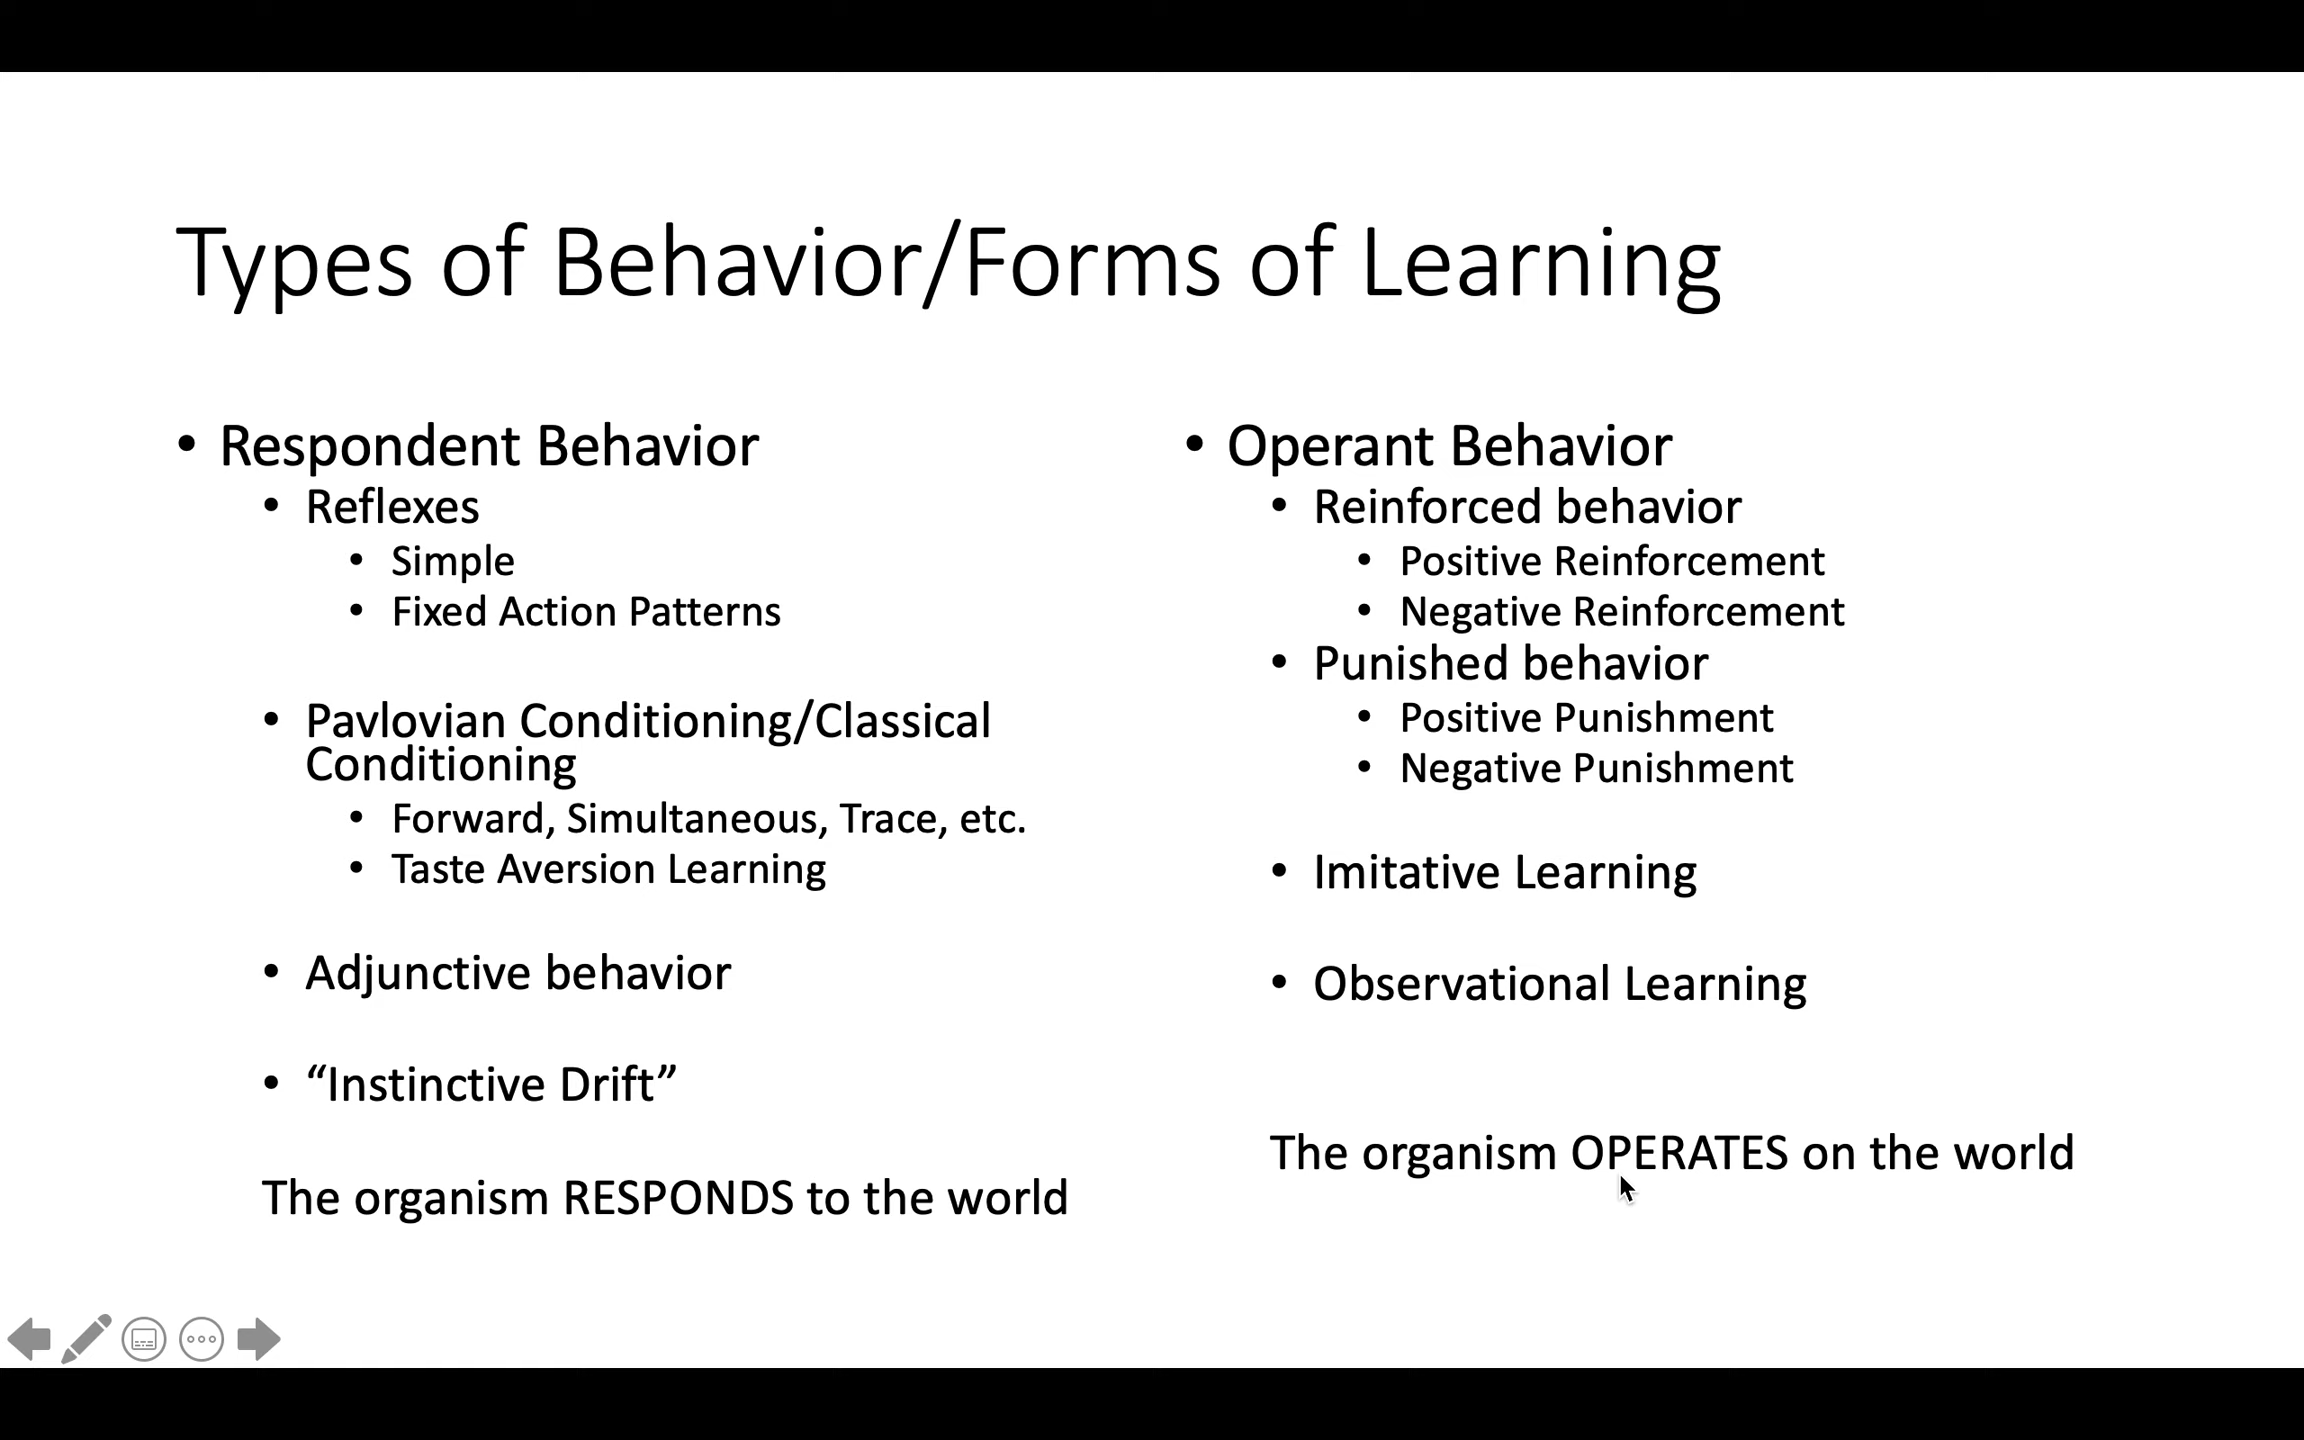 Types of Behavior/Forms of Learning
• Respondent Behavior
• Reflexes
• Simple
• Fixed Action Patterns
• Pavlovian Conditioning/Classical
Conditioning
• Forward, Simultaneous, Trace, etc.
• Taste Aversion Learning
• Adjunctive behavior
• “Instinctive Drift”
The organism RESPONDS to the world
• Operant Behavior
• Reinforced behavior
• Positive Reinforcement
• Negative Reinforcement
• Punished behavior
• Positive Punishment
• Negative Punishment
• Imitative Learning
• Observational Learning
The organism OPERATES on the world